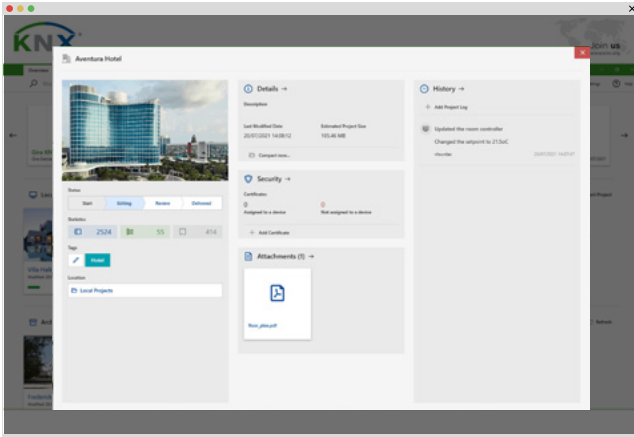 KNX
Join us
Overview
Aventura Hotel
Status
Start
Editing
Review
Delivered
Statistics
2524
55
414
Tags
Hotel
Location
Local Projects
Details →
Description
Last Modified Date
Estimated Project Size
20/07/2021 14:08:12
105.46 MB
Compact now...
Security →
Certificates
0
0
Assigned to a device
Not assigned to a device
+ Add Certificate
Attachments (1) →
floor_plan.pdf
History →
+ Add Project Log
Updated the room controller
Changed the setpoint to 21.5oC
Refresh
Frederick